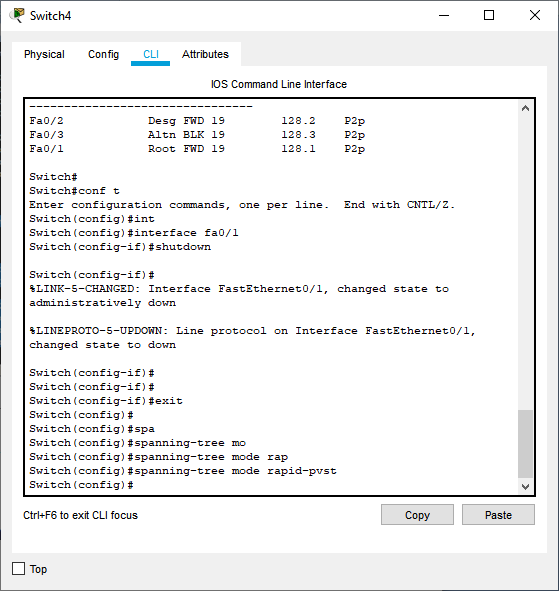 Switch4
Physical Config CLI Attributes
IOS Command Line Interface
--------------------------------
Fa0/2 Desg FWD 19 128.2 P2p
Fa0/3 Altn BLK 19 128.3 P2p
Fa0/1 Root FWD 19 128.1 P2p
Switch#
Switch#conf t
Enter configuration commands, one per line. End with CNTL/Z.
Switch(config)#int
Switch(config)#interface fa0/1
Switch(config-if)#shutdown
Switch(config-if)#
%LINK-5-CHANGED: Interface FastEthernet0/1, changed state to
administratively down
%LINEPROTO-5-UPDOWN: Line protocol on Interface FastEthernet0/1,
changed state to down
Switch(config-if)#
Switch(config-if)#
Switch(config-if)#exit
Switch(config)#
Switch(config)#spa
Switch(config)#spanning-tree mo
Switch(config)#spanning-tree mode rap
Switch(config)#spanning-tree mode rapid-pvst
Switch(config)#
Ctrl+F6 to exit CLI focus
Copy Paste
Top